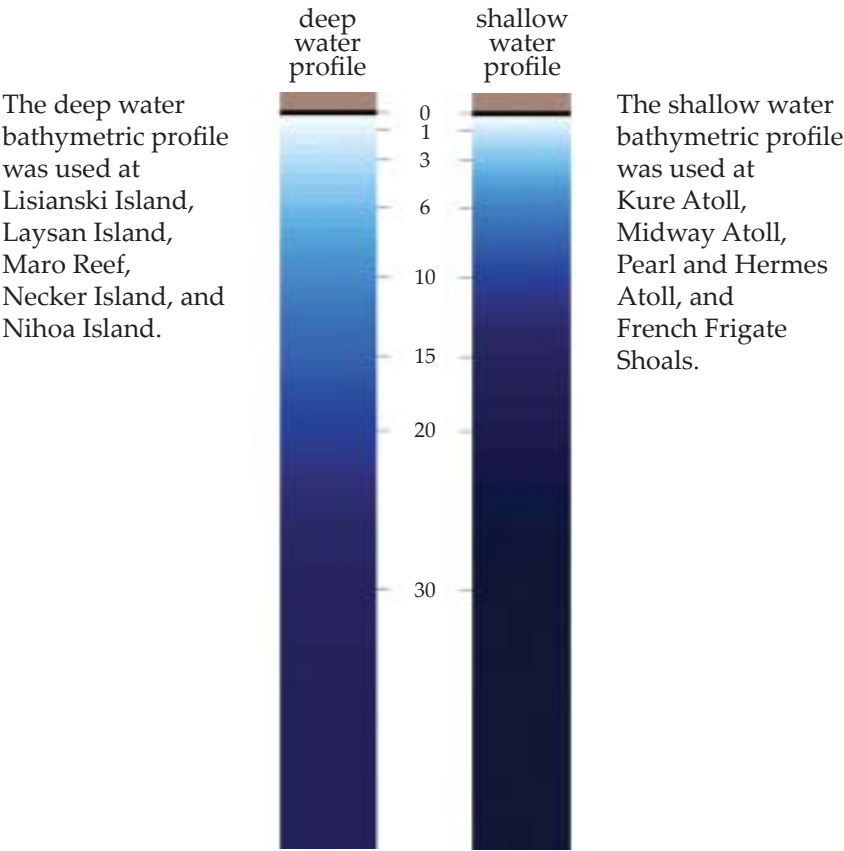 deep
water
profile
shallow
water
profile
The deep water
bathymetric profile
was used at
Lisianski Island,
Laysan Island,
Maro Reef,
Necker Island, and
Nihoa Island.
0
1
3
6
10
15
20
30
The shallow water
bathymetric profile
was used at
Kure Atoll,
Midway Atoll,
Pearl and Hermes
Atoll, and
French Frigate
Shoals.